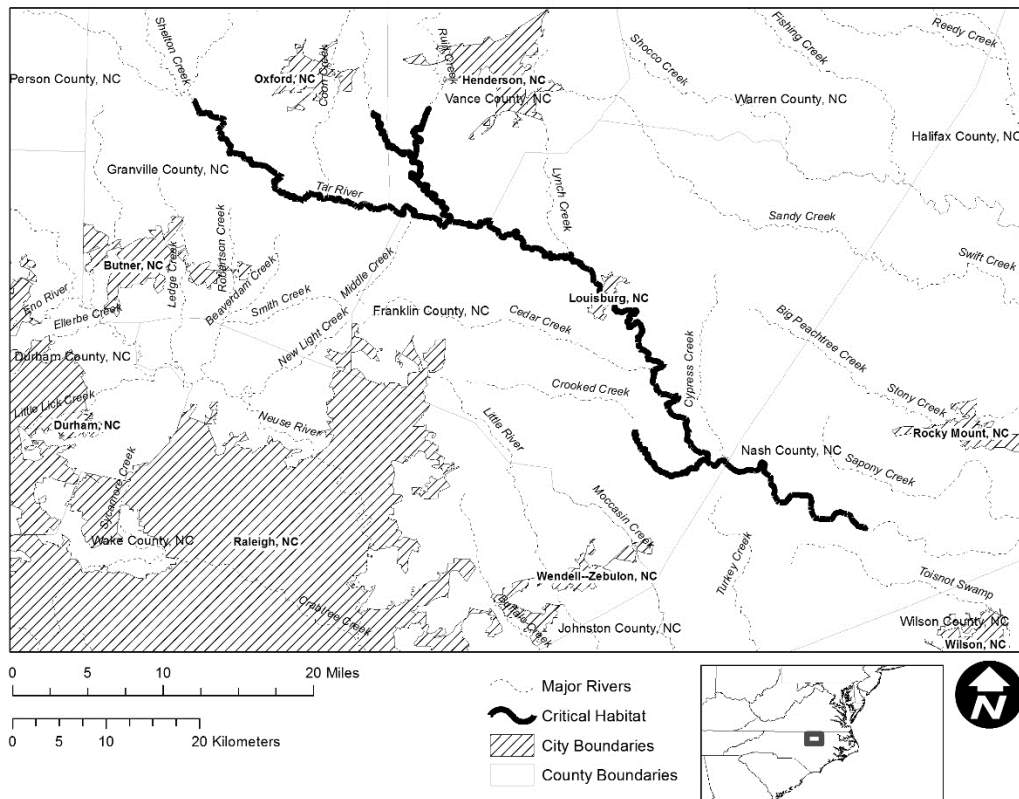 Shelton Creek
Person County, NC
Oxford, NC
Coon Creek
Ruin Creek
Henderson, NC
Vance County, NC
Shocco Creek
Fishing Creek
Reedy Creek
Warren County, NC
Halifax County, NC
Granville County, NC
Tar River
Lynch Creek
Sandy Creek
Swift Creek
Butner, NC
Ledge Creek
Robertson Creek
Beaverdam Creek
Smith Creek
Middle Creek
Eno River
Ellerbe Creek
New Light Creek
Franklin County, NC
Louisburg, NC
Cedar Creek
Cypress Creek
Big Peachtree Creek
Durham County, NC
Little Lick Creek
Durham, NC
Neuse River
Crooked Creek
Little River
Stony Creek
Rocky Mount, NC
Nash County, NC
Sapony Creek
Sycamore Creek
Wake County, NC
Raleigh, NC
Moccasin Creek
Turkey Creek
Wendell--Zebulon, NC
Toisnot Swamp
Crabtree Creek
Buffalo Creek
Johnston County, NC
Wilson County, NC
Wilson, NC
0 5 10 20 Miles
0 5 10 20 Kilometers
Major Rivers
Critical Habitat
City Boundaries
County Boundaries
N